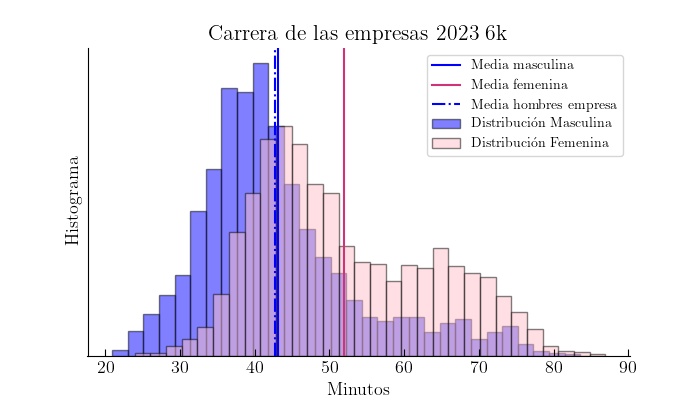 Carrera de las empresas 2023 6k
Media masculina
Media femenina
Media hombres empresa
Distribución Masculina
Distribución Femenina
Histograma
20 30 40 50 60 70 80 90
Minutos